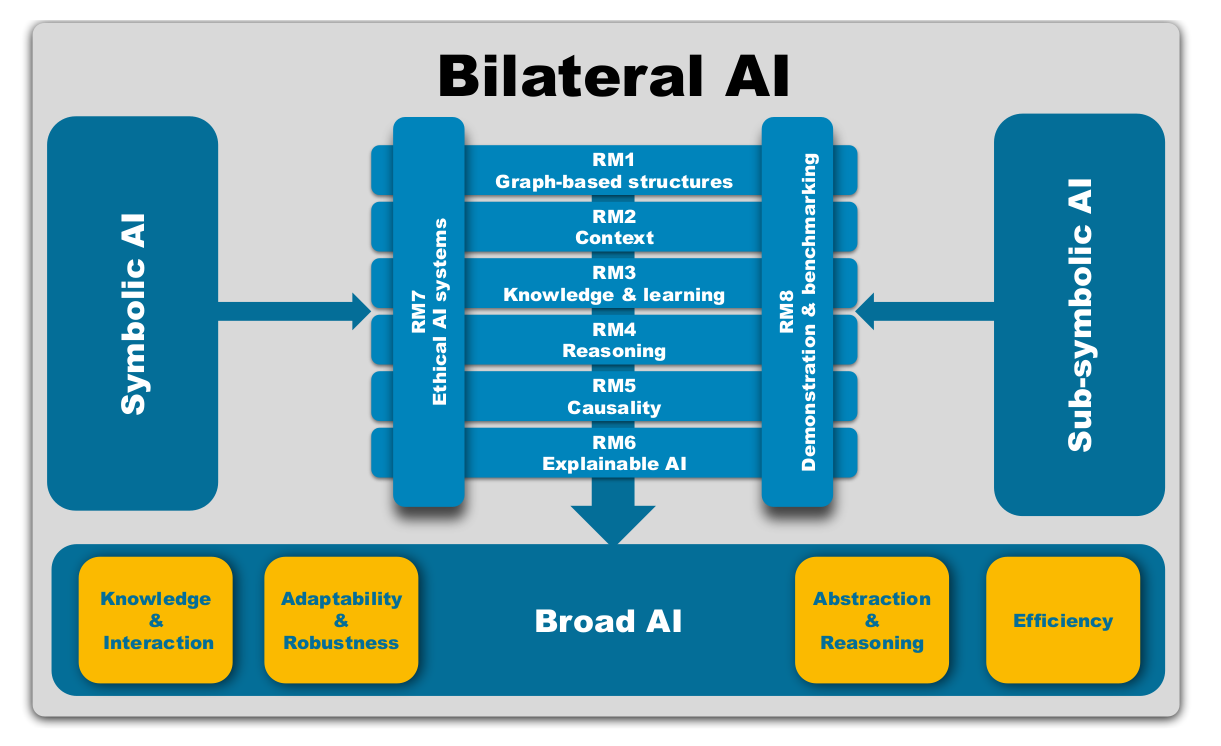 Bilateral AI
Symbolic AI
RM7
Ethical AI systems
RM1
Graph-based structures
RM2
Context
RM3
Knowledge & learning
RM4
Reasoning
RM5
Causality
RM6
Explainable AI
RM8
Demonstration & benchmarking
Sub-symbolic AI
Knowledge
&
Interaction
Adaptability
&
Robustness
Broad AI
Abstraction
&
Reasoning
Efficiency